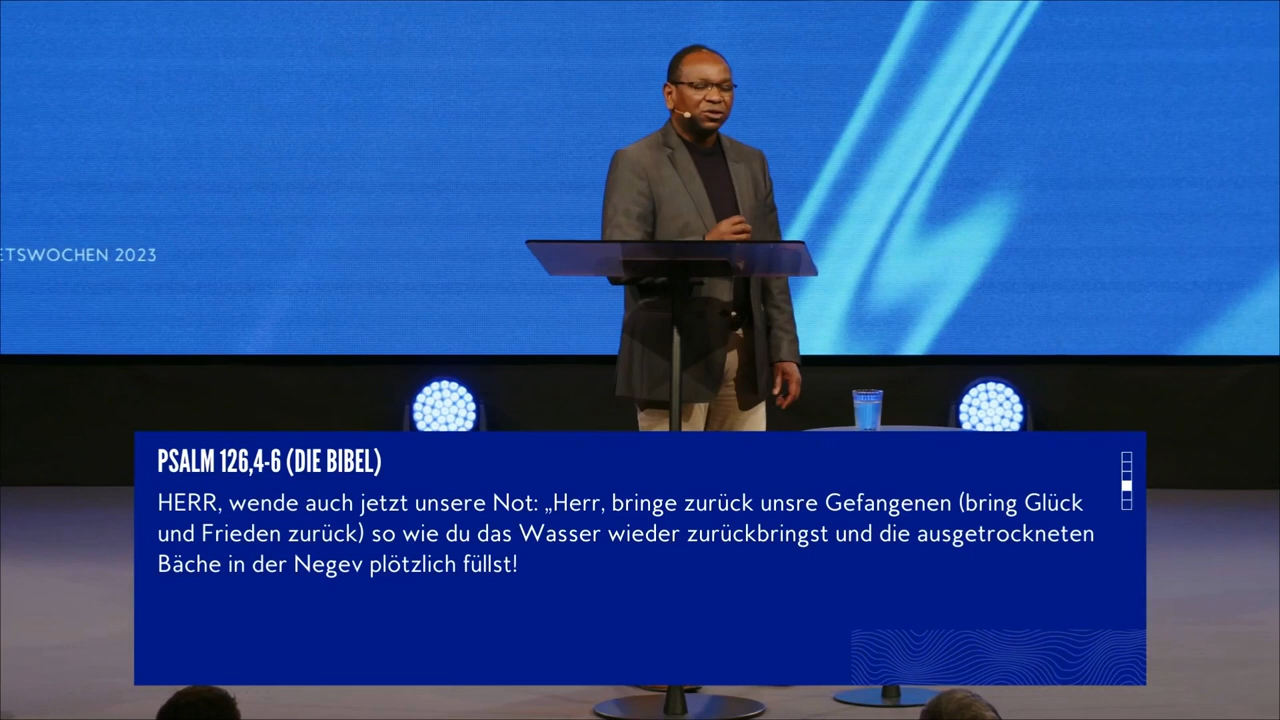 ETSWOCHEN 2023
PSALM 126,4-6 (DIE BIBEL)
HERR, wende auch jetzt unsere Not: „Herr, bringe zurück unsre Gefangenen (bring Glück
und Frieden zurück) so wie du das Wasser wieder zurückbringst und die ausgetrockneten
Bäche in der Negev plötzlich füllst!